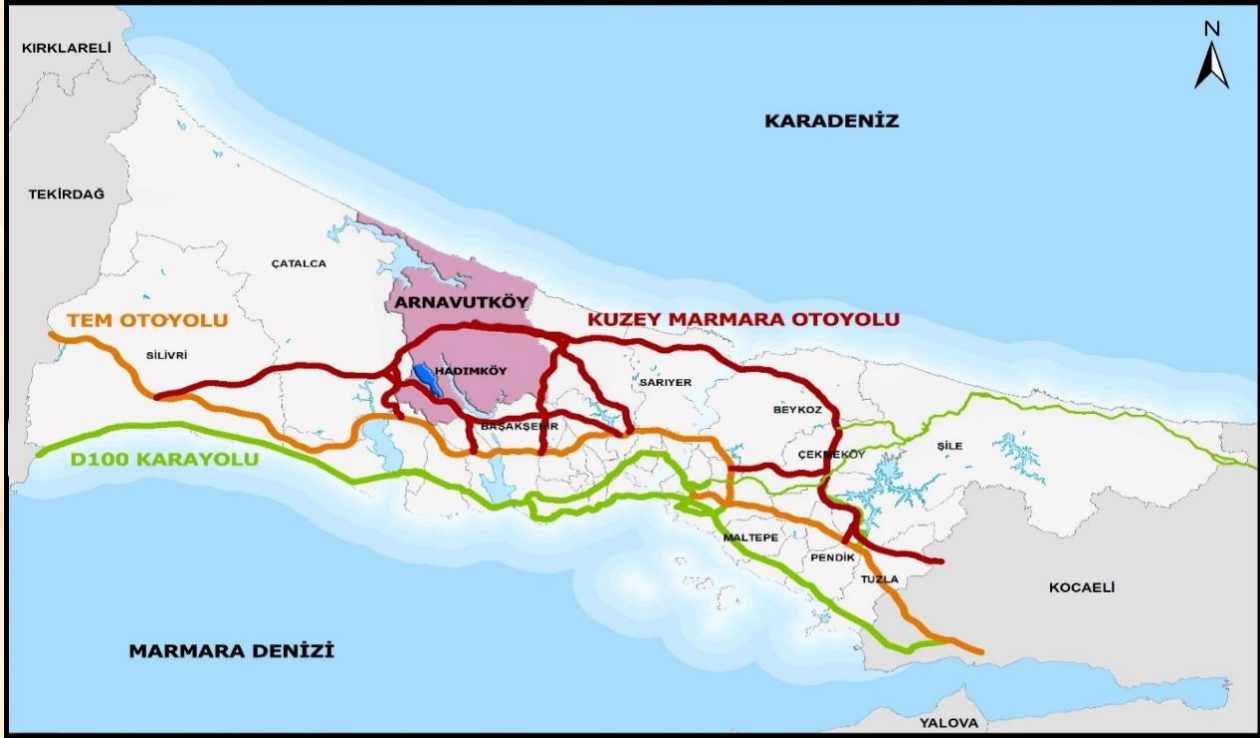 N
KIRKLARELİ
KARADENİZ
TEKİRDAĞ
ÇATALCA
ARNAVUTKÖY
TEM OTOYOLU
KUZEY MARMARA OTOYOLU
SİLİVRİ
HADIMKÖY
SARIYER
BEYKOZ
BAŞAKŞEHİR
ŞİLE
D100 KARAYOLU
ÇEKMEKÖY
MALTEPE
PENDİK
TUZLA
KOCAELİ
MARMARA DENİZİ
YALOVA